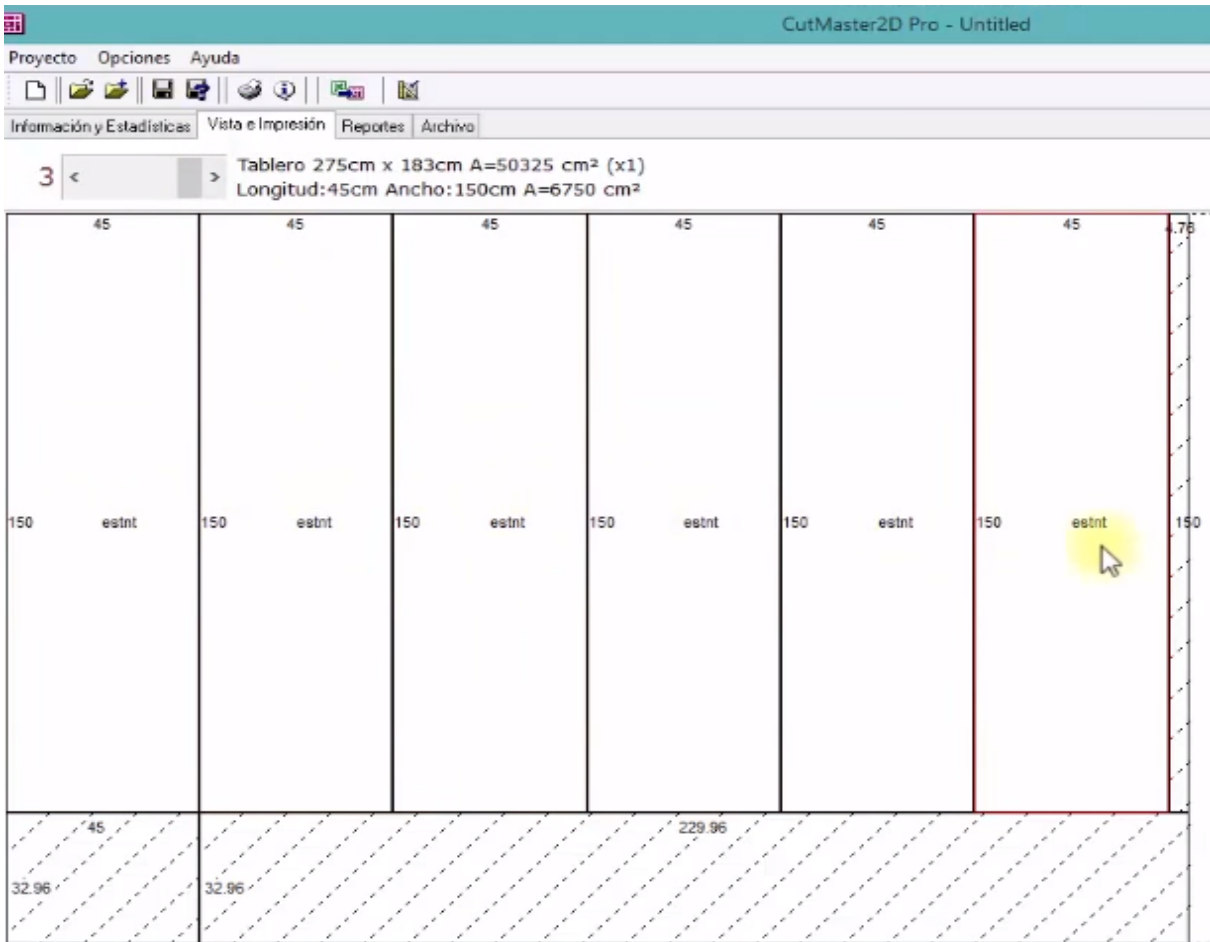 CutMaster2D Pro - Untitled
Proyecto Opciones Ayuda
Información y Estadísticas Vista e Impresión Reportes Archivo
3 < > Tablero 275cm x 183cm A=50325 cm² (x1)
Longitud:45cm Ancho:150cm A=6750 cm²
45 45 45 45 45 45 4.76
150 estnt 150 estnt 150 estnt 150 estnt 150 estnt 150 estnt 150
45 229.96
32.96 32.96